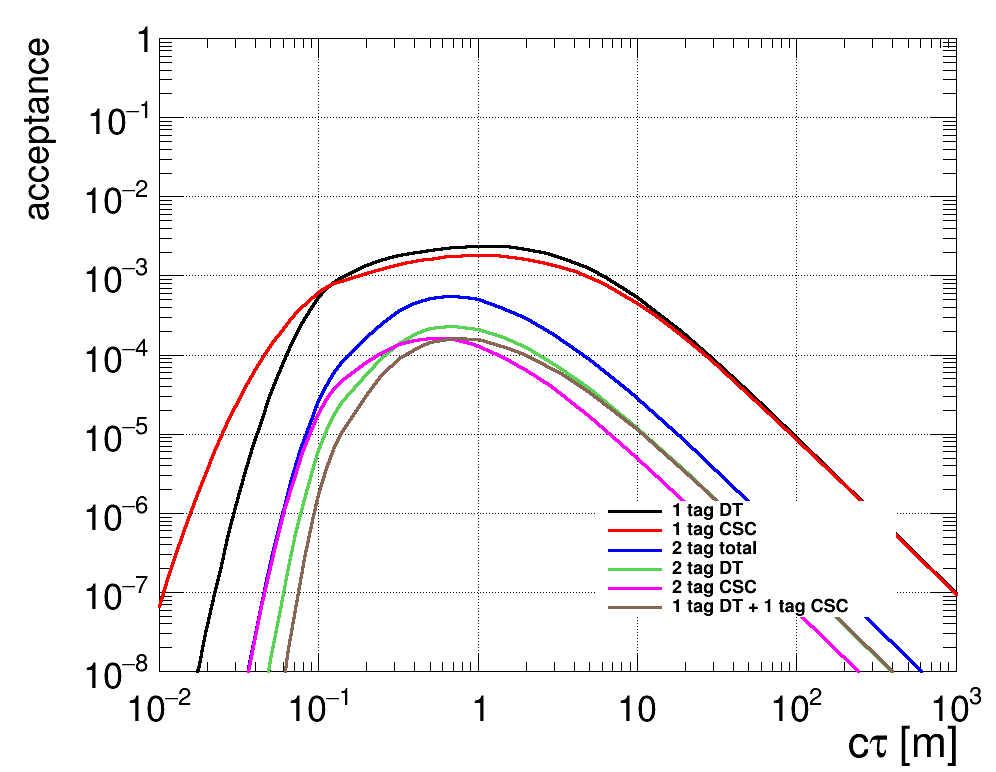 acceptance
1
10⁻¹
10⁻²
10⁻³
10⁻⁴
10⁻⁵
10⁻⁶
10⁻⁷
10⁻⁸
1 tag DT
1 tag CSC
2 tag total
2 tag DT
2 tag CSC
1 tag DT + 1 tag CSC
10⁻² 10⁻¹ 1 10 10² 10³
cτ [m]